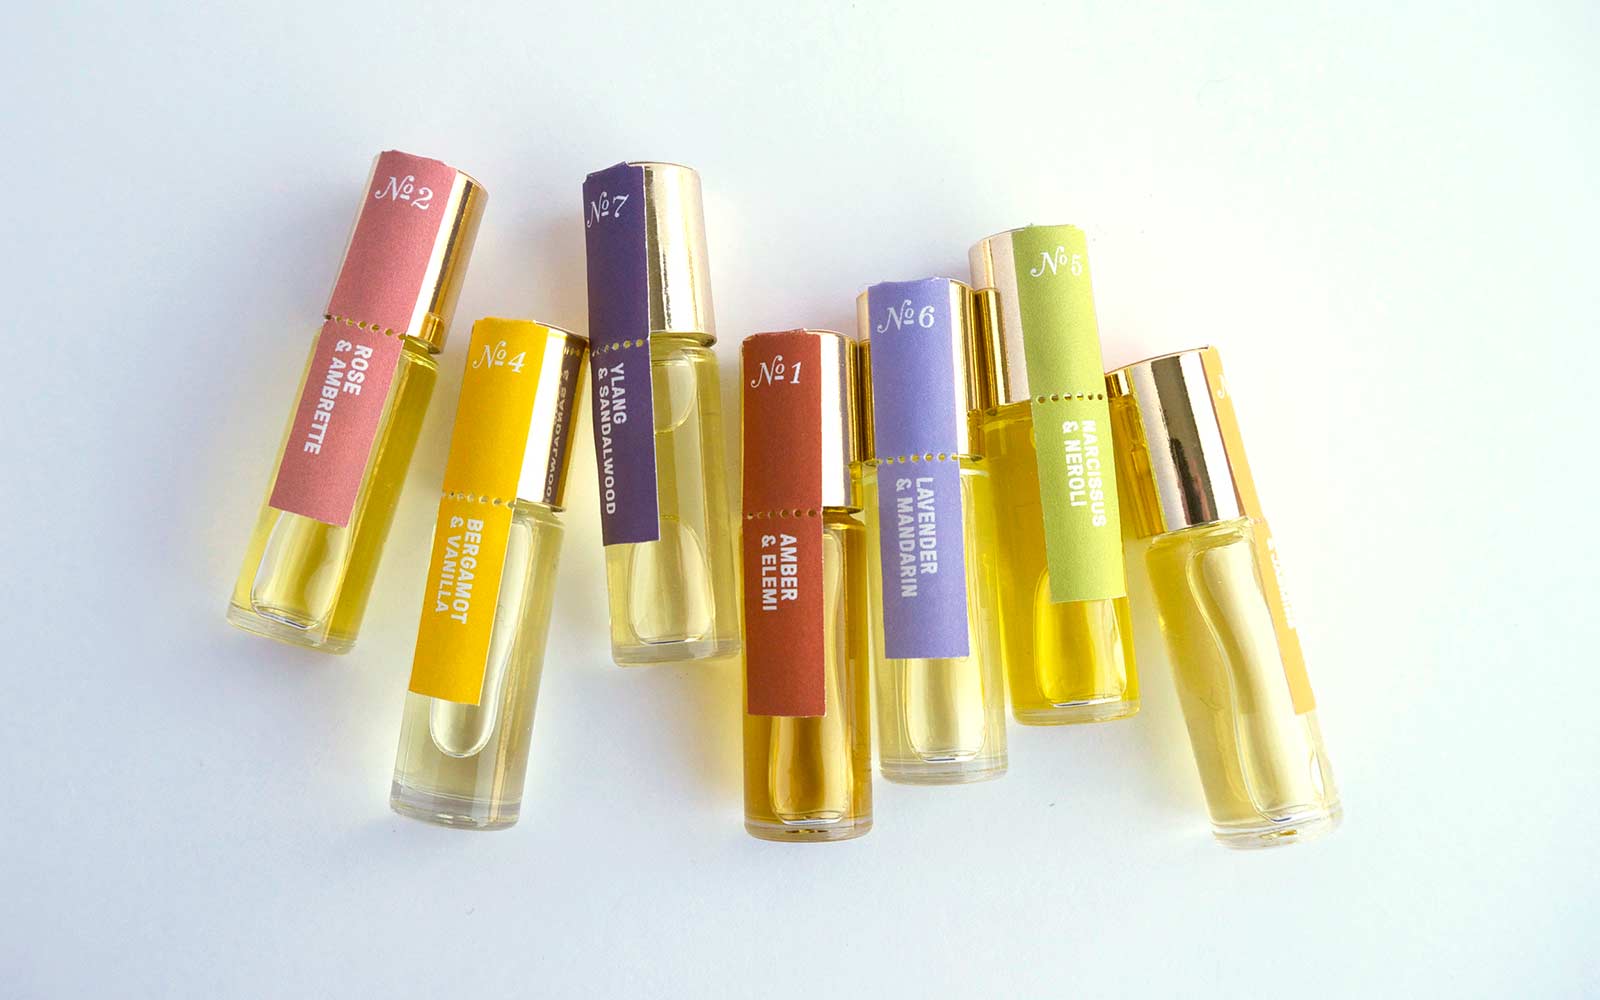 №2
ROSE
& AMBRETTE
№4
BERGAMOT
& VANILLA
№7
YLANG
& SANDALWOOD
№1
AMBER
& ELEMI
№6
LAVENDER
& MANDARIN
№5
NARCISSUS
& NEROLI